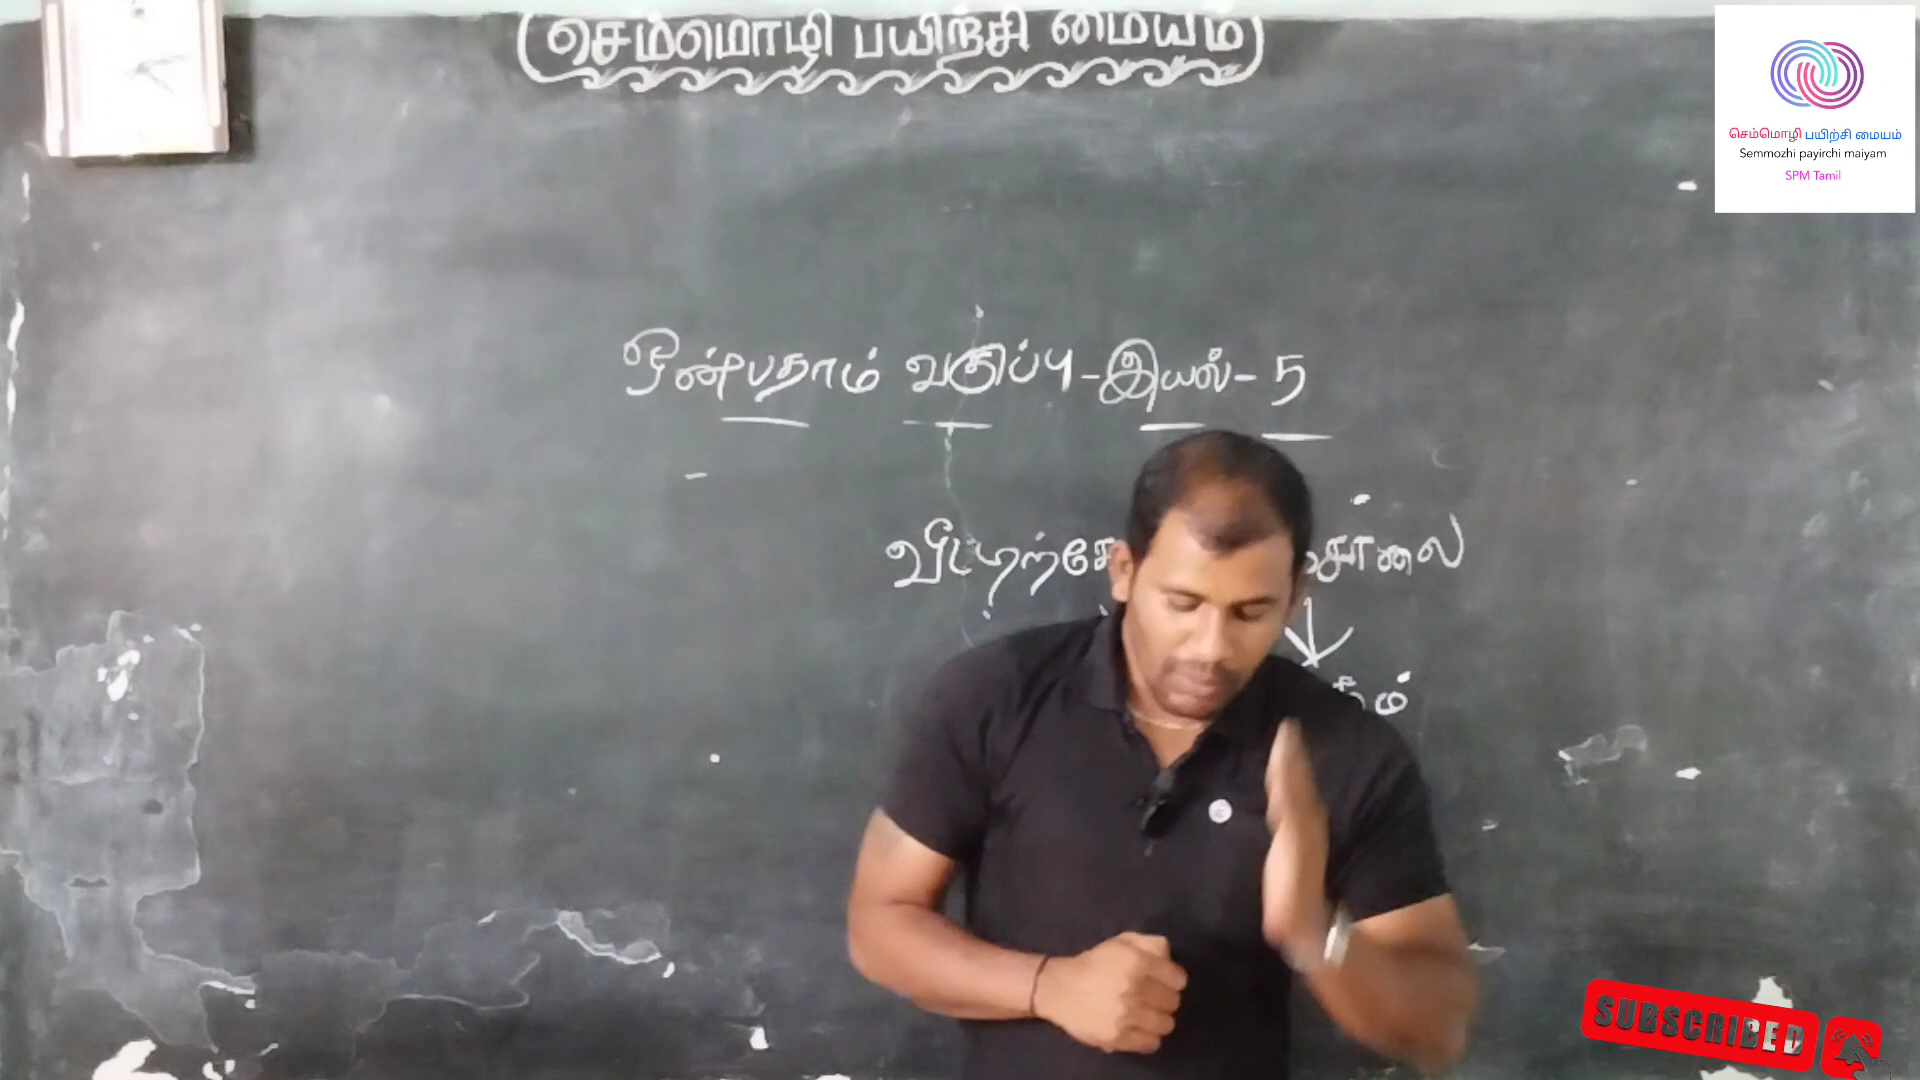 (செம்மொழி பயிற்சி மையம்)
செம்மொழி பயிற்சி மையம்
Semmozhi payirchi maiyam
SPM Tamil
ஒன்பதாம் வகுப்பு - இயல் - 5
SUBSCRIBED